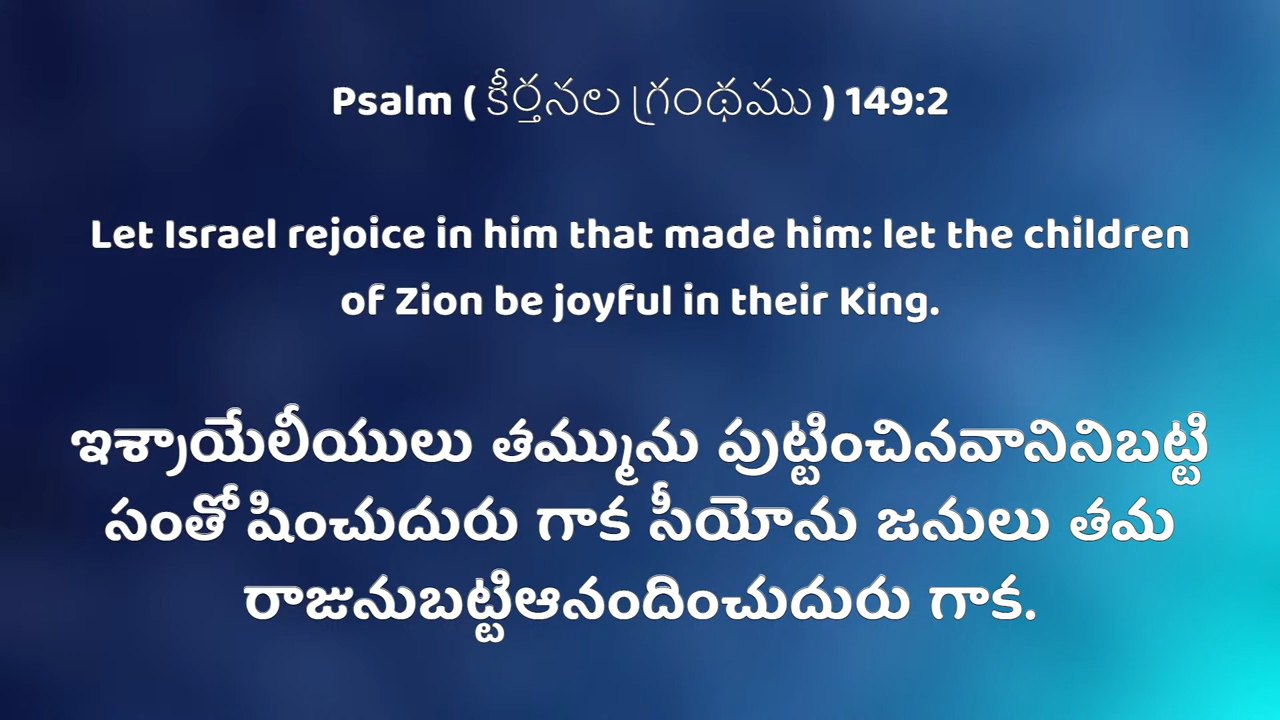 Psalm ( కీర్తనల గ్రంథము ) 149:2
Let Israel rejoice in him that made him: let the children
of Zion be joyful in their King.
ఇశ్రాయేలీయులు తమ్మును పుట్టించినవానినిబట్టి
సంతోషించుదురు గాక సీయోను జనులు తమ
రాజునుబట్టిఆనందించుదురు గాక.